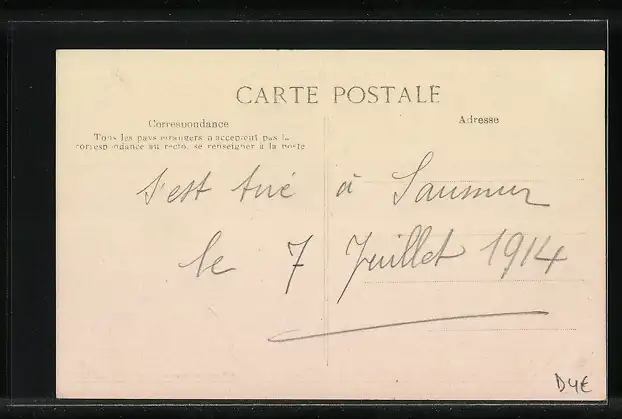 CARTE POSTALE
Correspondance
Adresse
Tous les pays étrangers n'acceptent pas la
correspondance au recto, se renseigner à la poste
S'est tué à Saumur
le 7 Juillet 1914
D4E